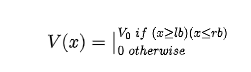 V(x) = |V₀ if (x≥lb)(x≤rb)
0 otherwise